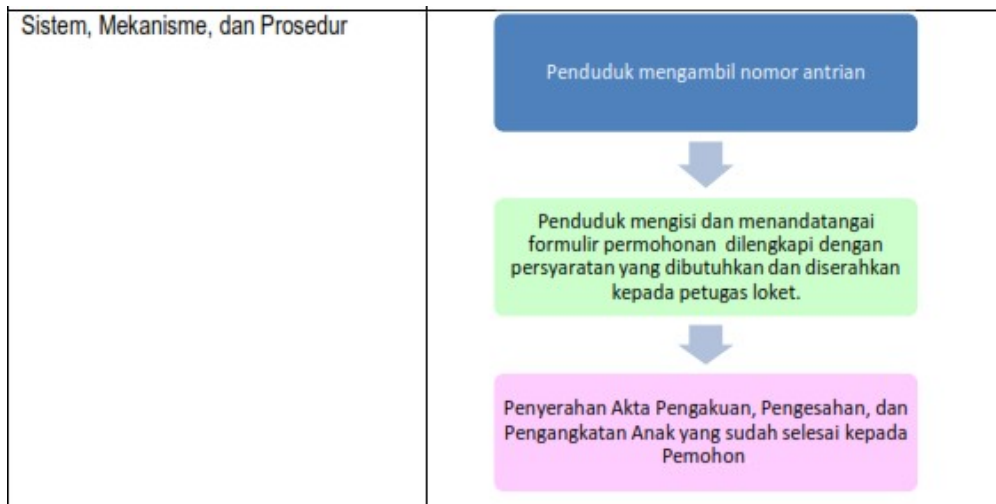 Sistem, Mekanisme, dan Prosedur
Penduduk mengambil nomor antrian
Penduduk mengisi dan menandatangai
formulir permohonan dilengkapi dengan
persyaratan yang dibutuhkan dan diserahkan
kepada petugas loket.
Penyerahan Akta Pengakuan, Pengesahan, dan
Pengangkatan Anak yang sudah selesai kepada
Pemohon